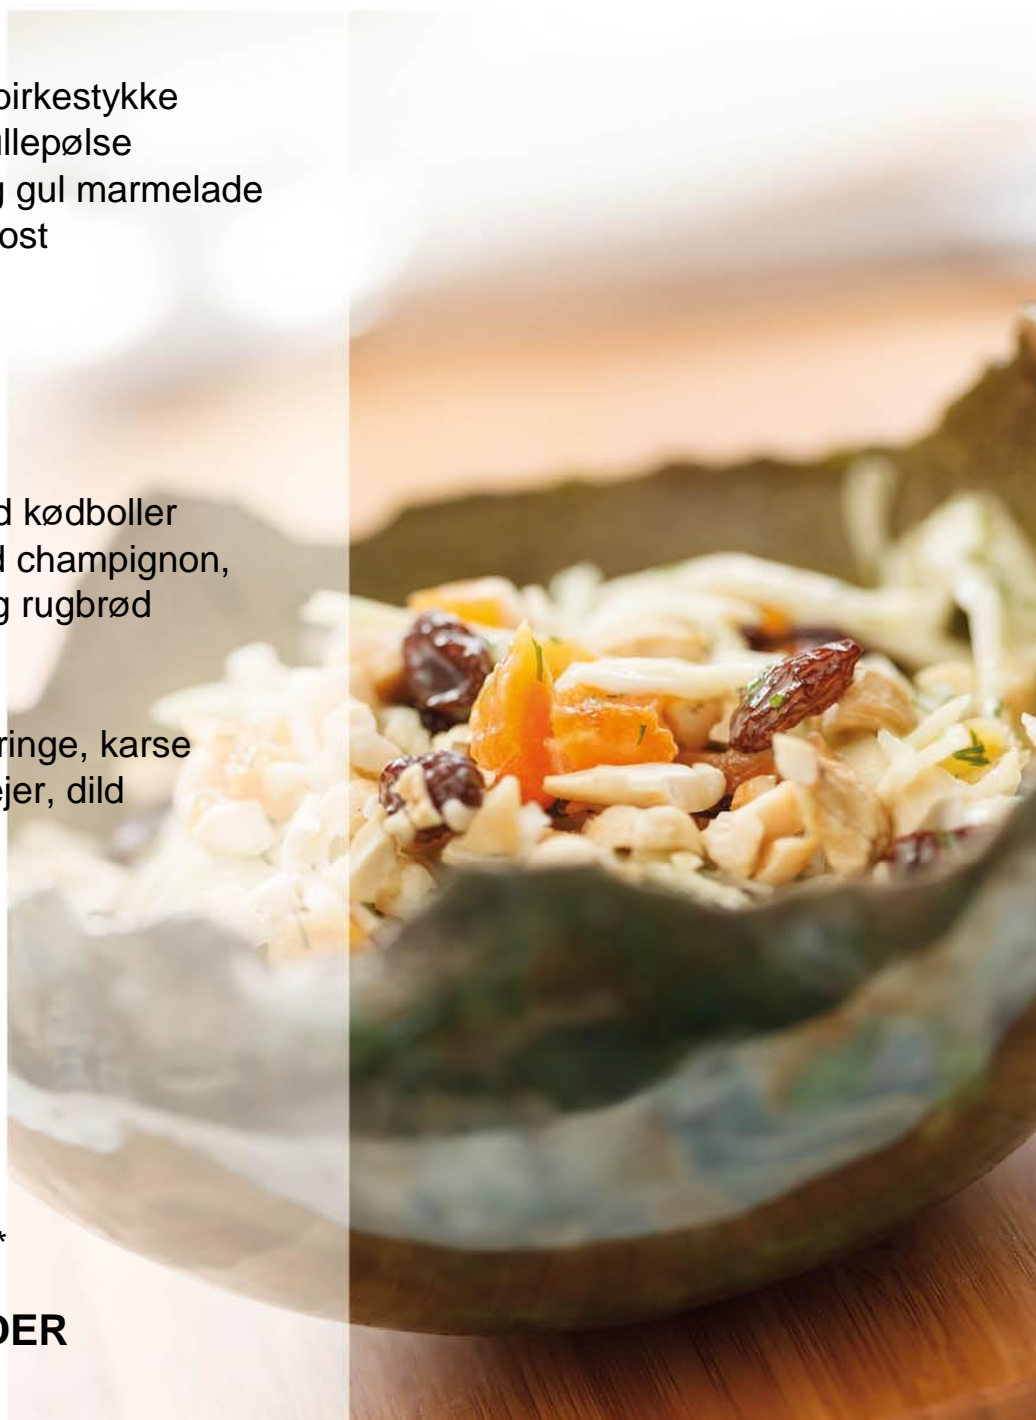 birkestykke
llepølse
g gul marmelade
ost
d kødboller
d champignon,
g rugbrød
ringe, karse
ejer, dild
*
DER